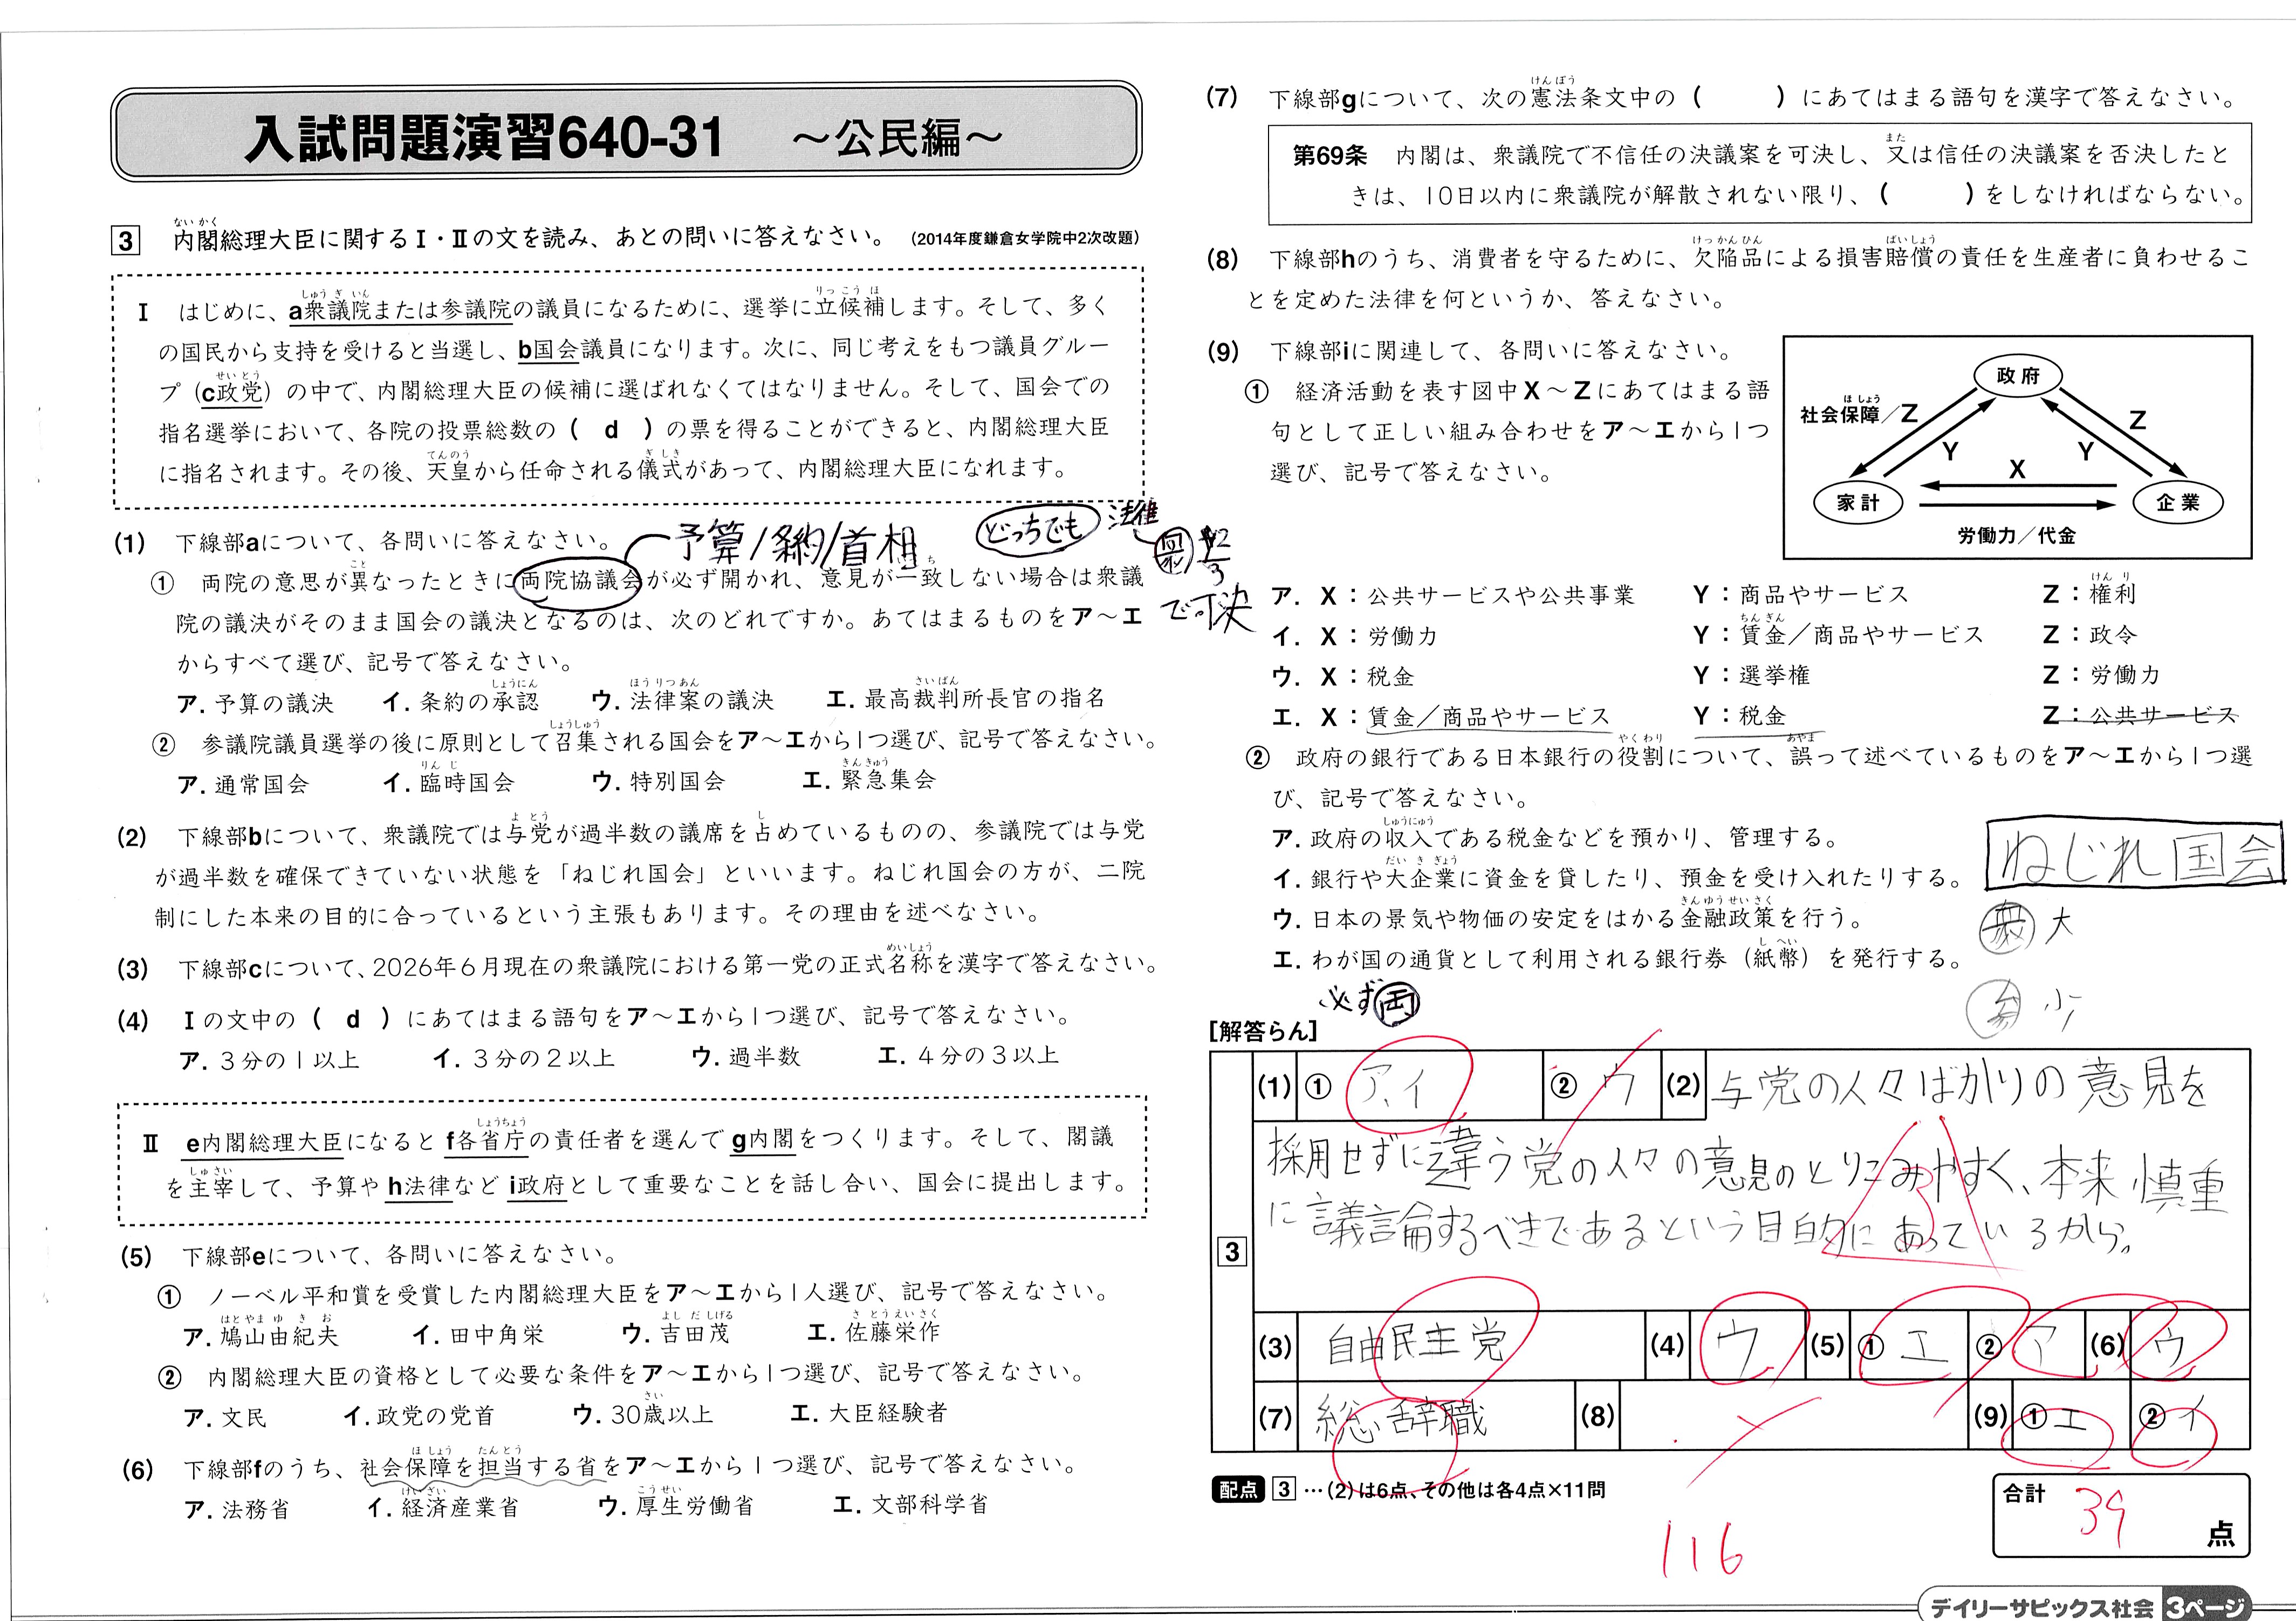 入試問題演習640-31 ～公民編～
3 内閣総理大臣に関するⅠ・Ⅱの文を読み、あとの問いに答えなさい。 (2014年度鎌倉女学院中2次改題)
Ⅰ はじめに、a衆議院または参議院の議員になるために、選挙に立候補します。そして、多く
の国民から支持を受けると当選し、b国会議員になります。次に、同じ考えをもつ議員グルー
プ（c政党）の中で、内閣総理大臣の候補に選ばれなくてはなりません。そして、国会での
指名選挙において、各院の投票総数の（ d ）の票を得ることができると、内閣総理大臣
に指名されます。その後、天皇から任命される儀式があって、内閣総理大臣になれます。
(1) 下線部aについて、各問いに答えなさい。
予算/条約/首相
どっちでも 法律
衆 2/3
で可決
① 両院の意思が異なったときに両院協議会が必ず開かれ、意見が一致しない場合は衆議
院の議決がそのまま国会の議決となるのは、次のどれですか。あてはまるものをア～エ
からすべて選び、記号で答えなさい。
ア. 予算の議決 イ. 条約の承認 ウ. 法律案の議決 エ. 最高裁判所長官の指名
② 参議院議員選挙の後に原則として召集される国会をア～エから1つ選び、記号で答えなさい。
ア. 通常国会 イ. 臨時国会 ウ. 特別国会 エ. 緊急集会
(2) 下線部bについて、衆議院では与党が過半数の議席を占めているものの、参議院では与党
が過半数を確保できていない状態を「ねじれ国会」といいます。ねじれ国会の方が、二院
制にした本来の目的に合っているという主張もあります。その理由を述べなさい。
(3) 下線部cについて、2026年6月現在の衆議院における第一党の正式名称を漢字で答えなさい。
(4) Ⅰの文中の（ d ）にあてはまる語句をア～エから1つ選び、記号で答えなさい。
ア. 3分の1以上 イ. 3分の2以上 ウ. 過半数 エ. 4分の3以上
Ⅱ e内閣総理大臣になるとf各省庁の責任者を選んでg内閣をつくります。そして、閣議
を主宰して、予算やh法律などi政府として重要なことを話し合い、国会に提出します。
(5) 下線部eについて、各問いに答えなさい。
① ノーベル平和賞を受賞した内閣総理大臣をア～エから1人選び、記号で答えなさい。
ア. 鳩山由紀夫 イ. 田中角栄 ウ. 吉田茂 エ. 佐藤栄作
② 内閣総理大臣の資格として必要な条件をア～エから1つ選び、記号で答えなさい。
ア. 文民 イ. 政党の党首 ウ. 30歳以上 エ. 大臣経験者
(6) 下線部fのうち、社会保障を担当する省をア～エから1つ選び、記号で答えなさい。
ア. 法務省 イ. 経済産業省 ウ. 厚生労働省 エ. 文部科学省
(7) 下線部gについて、次の憲法条文中の（ ）にあてはまる語句を漢字で答えなさい。
第69条 内閣は、衆議院で不信任の決議案を可決し、又は信任の決議案を否決したと
きは、10日以内に衆議院が解散されない限り、（ ）をしなければならない。
(8) 下線部hのうち、消費者を守るために、欠陥品による損害賠償の責任を生産者に負わせるこ
とを定めた法律を何というか、答えなさい。
(9) 下線部iに関連して、各問いに答えなさい。
① 経済活動を表す図中X～Zにあてはまる語
句として正しい組み合わせをア～エから1つ
選び、記号で答えなさい。
政府
社会保障／Z
Z
Y
Y
X
家計
企業
労働力／代金
ア. X：公共サービスや公共事業 Y：商品やサービス Z：権利
イ. X：労働力 Y：賃金／商品やサービス Z：政令
ウ. X：税金 Y：選挙権 Z：労働力
エ. X：賃金／商品やサービス Y：税金 Z：公共サービス
② 政府の銀行である日本銀行の役割について、誤って述べているものをア～エから1つ選
び、記号で答えなさい。
ア. 政府の収入である税金などを預かり、管理する。
イ. 銀行や大企業に資金を貸したり、預金を受け入れたりする。
ウ. 日本の景気や物価の安定をはかる金融政策を行う。
エ. わが国の通貨として利用される銀行券（紙幣）を発行する。
ねじれ国会
衆 大
参 小
必ず両
[解答らん]
3
(1) ① ア、イ ② ウ (2) 与党の人々ばかりの意見を
採用せずに違う党の人々の意見のとりこみやすく、本来慎重
に議論するべきであるという目的にあっているから。
3
(3) 自由民主党 (4) ウ (5) ① エ ② ア (6) ウ
(7) 総辞職 (8) (9) ① エ ② イ
配点 3 …(2)は6点、その他は各4点×11問
合計 39 点
116
デイリーサピックス社会 3ページ